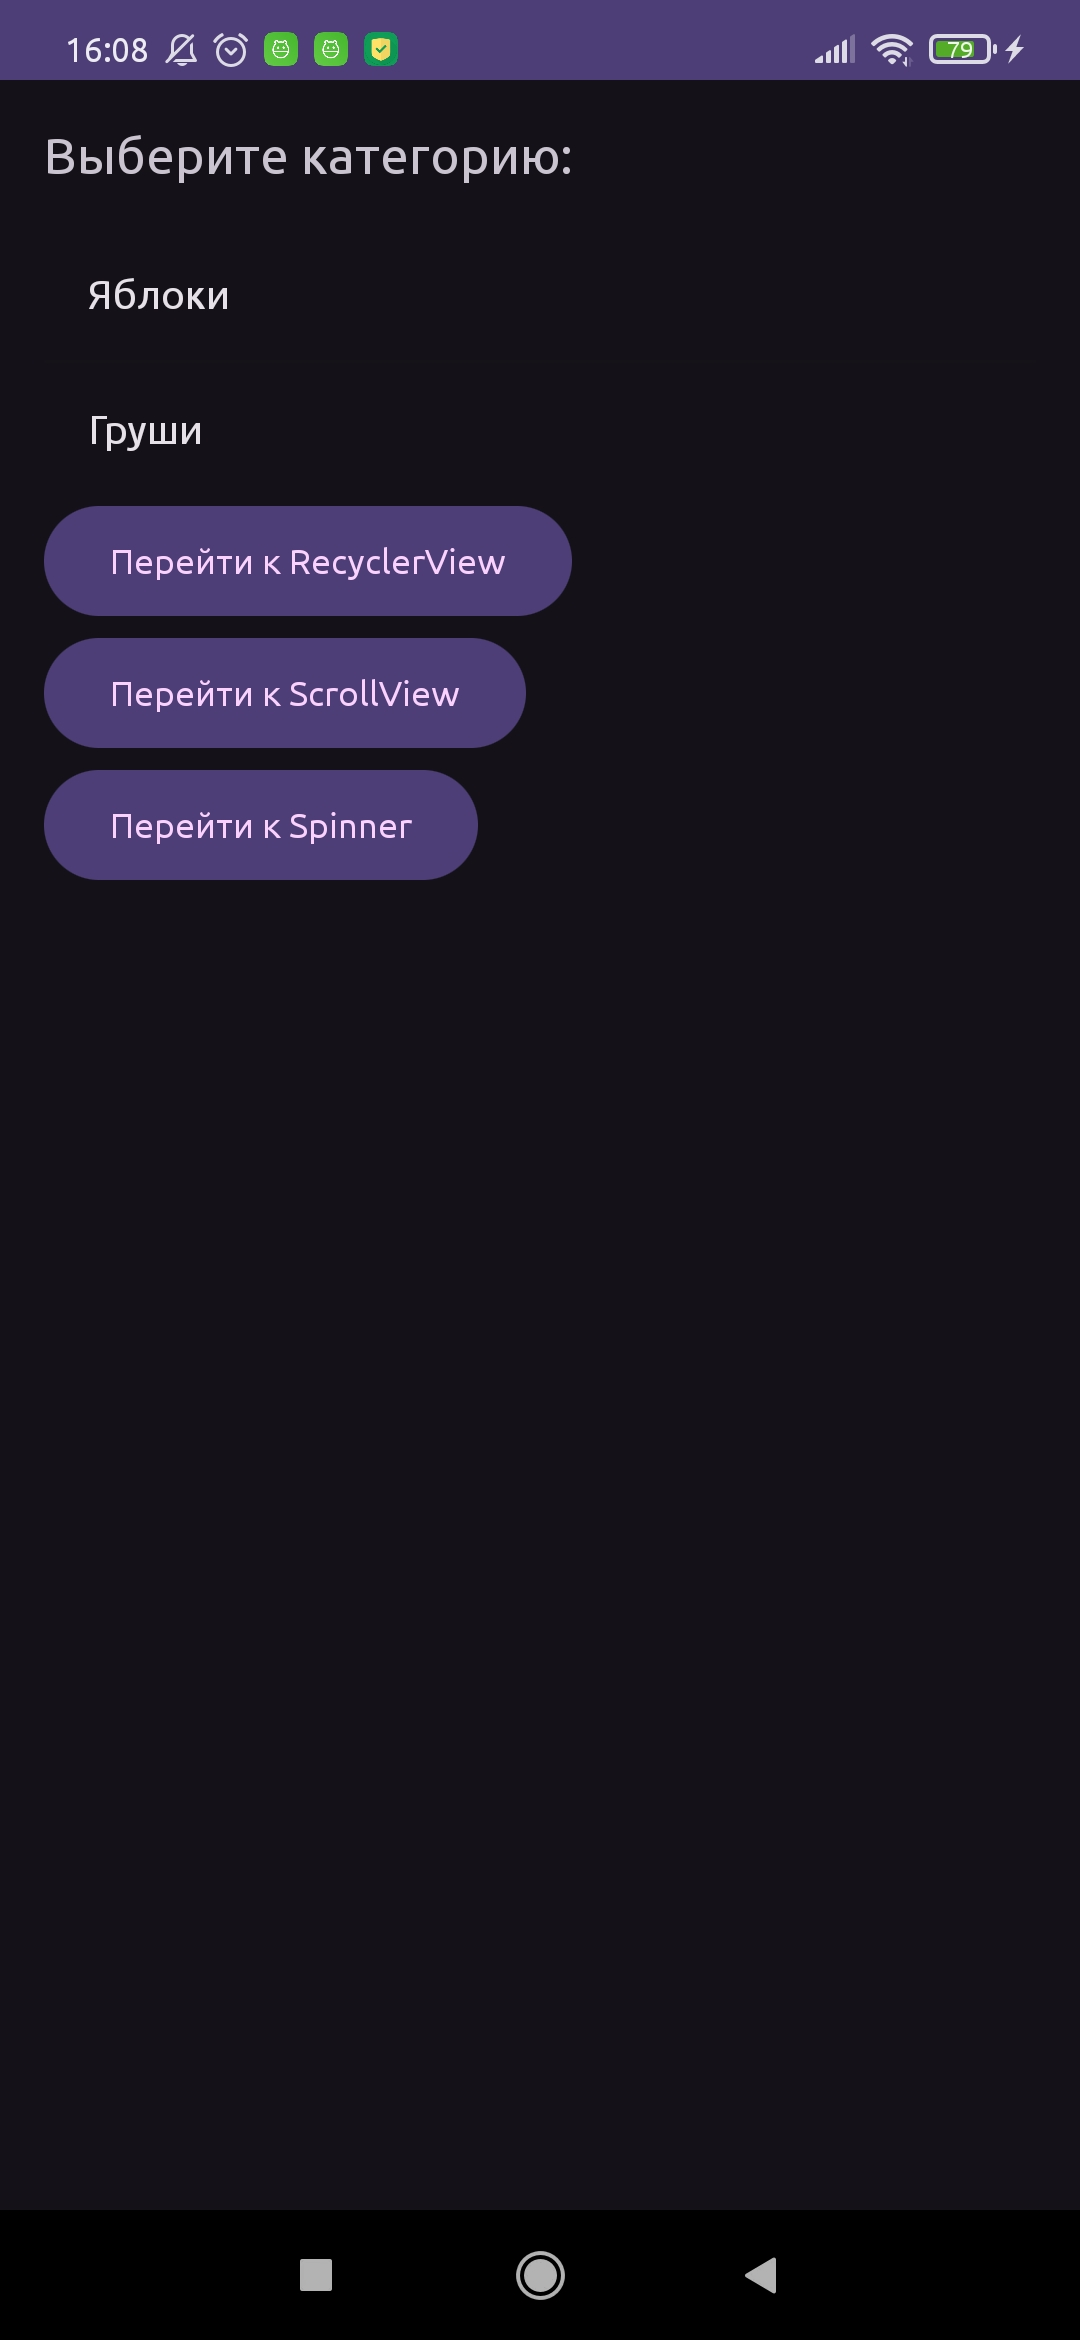 16:08
79
Выберите категорию:
Яблоки
Груши
Перейти к RecyclerView
Перейти к ScrollView
Перейти к Spinner